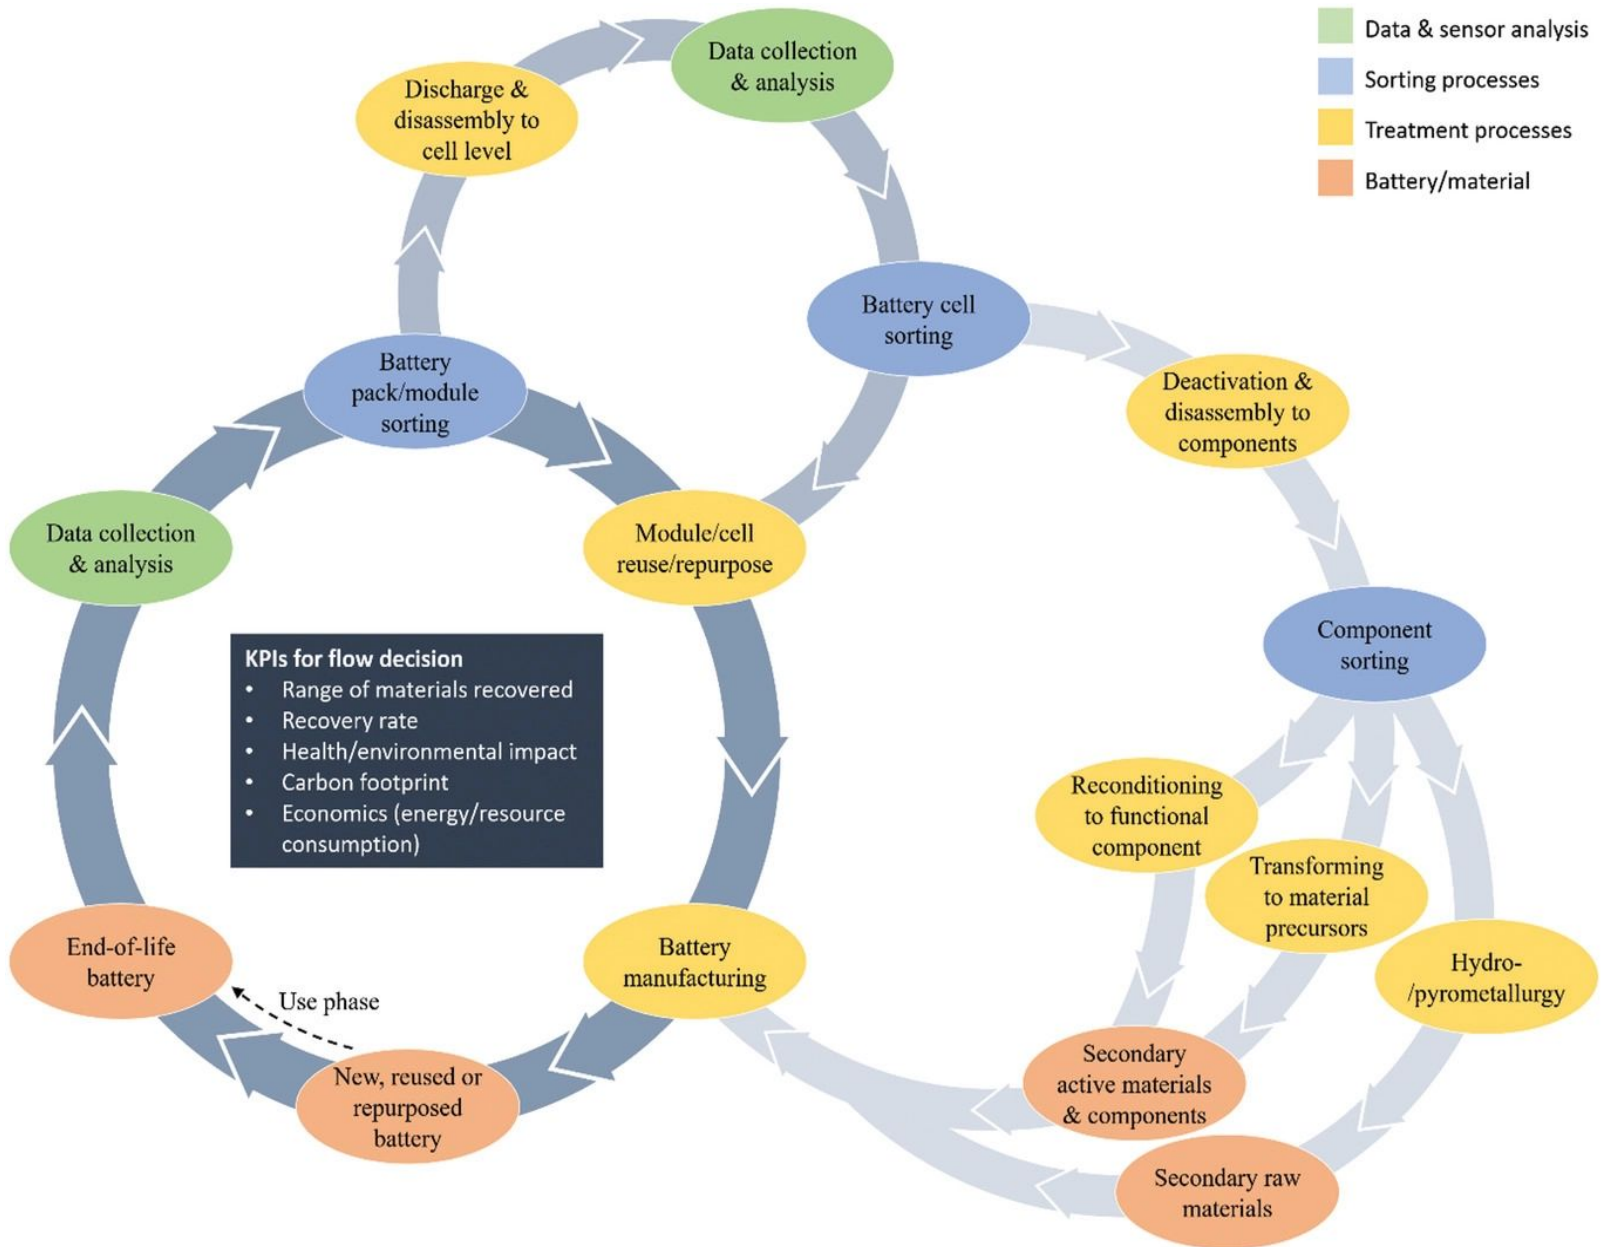 Data & sensor analysis
Sorting processes
Treatment processes
Battery/material
Data collection
& analysis
Discharge &
disassembly to
cell level
Battery cell
sorting
Battery
pack/module
sorting
Deactivation &
disassembly to
components
Data collection
& analysis
Module/cell
reuse/repurpose
Component
sorting
KPIs for flow decision
• Range of materials recovered
• Recovery rate
• Health/environmental impact
• Carbon footprint
• Economics (energy/resource
consumption)
Reconditioning
to functional
component
Transforming
to material
precursors
Hydro-
/pyrometallurgy
End-of-life
battery
Use phase
Battery
manufacturing
New, reused or
repurposed
battery
Secondary
active materials
& components
Secondary raw
materials